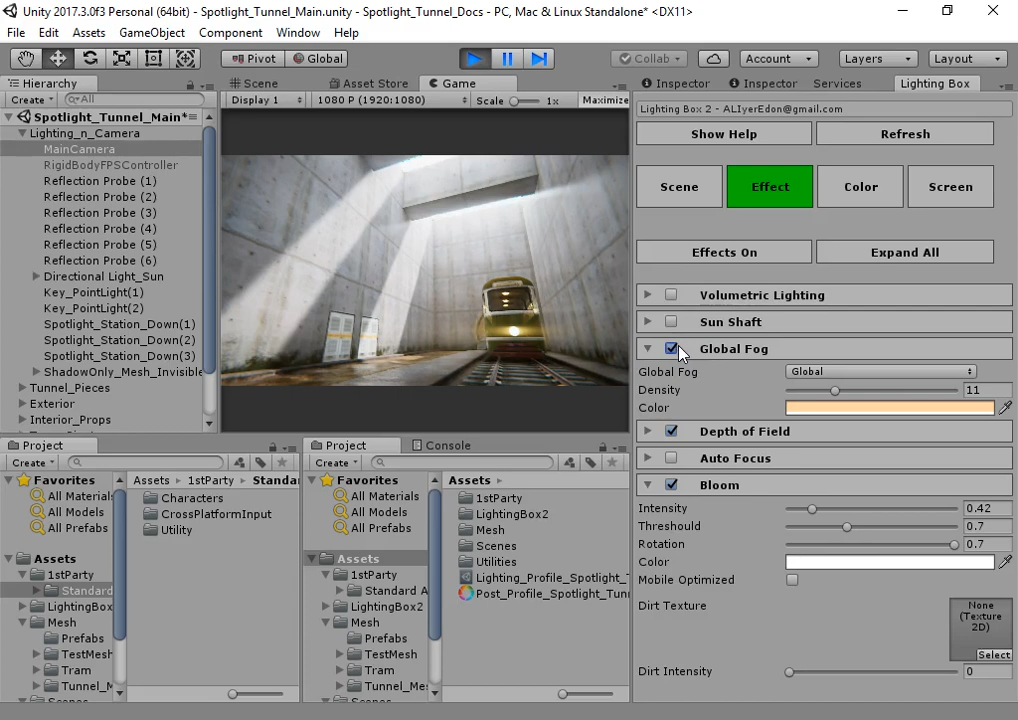 Unity 2017.3.0f3 Personal (64bit) - Spotlight_Tunnel_Main.unity - Spotlight_Tunnel_Docs - PC, Mac & Linux Standalone* <DX11>
File Edit Assets GameObject Component Window Help
Pivot Global Collab Account Layers Layout
Hierarchy Scene Asset Store Game Inspector Inspector Services Lighting Box
Create All Display 1 1080 P (1920:1080) Scale 1x Maximize
Lighting Box 2 - ALIyerEdon@gmail.com
Spotlight_Tunnel_Main*
Lighting_n_Camera
MainCamera
RigidBodyFPSController
Reflection Probe (1)
Reflection Probe (2)
Reflection Probe (3)
Reflection Probe (4)
Reflection Probe (5)
Reflection Probe (6)
Directional Light_Sun
Key_PointLight(1)
Key_PointLight(2)
Spotlight_Station_Down(1)
Spotlight_Station_Down(2)
Spotlight_Station_Down(3)
ShadowOnly_Mesh_Invisible
Tunnel_Pieces
Exterior
Interior_Props
Show Help Refresh
Scene Effect Color Screen
Effects On Expand All
Volumetric Lighting
Sun Shaft
Global Fog
Global Fog Global
Density 11
Color
Depth of Field
Auto Focus
Bloom
Intensity 0.42
Threshould 0.7
Rotation 0.7
Color
Mobile Optimized
Dirt Texture
None
(Texture
2D)
Select
Dirt Intensity 0
Project
Create
Favorites
All Materials
All Models
All Prefabs
Assets
1stParty
Standard
LightingBox
Mesh
Prefabs
TestMesh
Tram
Tunnel_M
Assets 1stParty Standa
Characters
CrossPlatformInput
Utility
Project Console
Create
Favorites
All Materials
All Models
All Prefabs
Assets
1stParty
Standard A
LightingBox2
Mesh
Prefabs
TestMesh
Tram
Tunnel_Mes
Assets
1stParty
LightingBox2
Mesh
Scenes
Utilities
Lighting_Profile_Spotlight_T
Post_Profile_Spotlight_Tunn